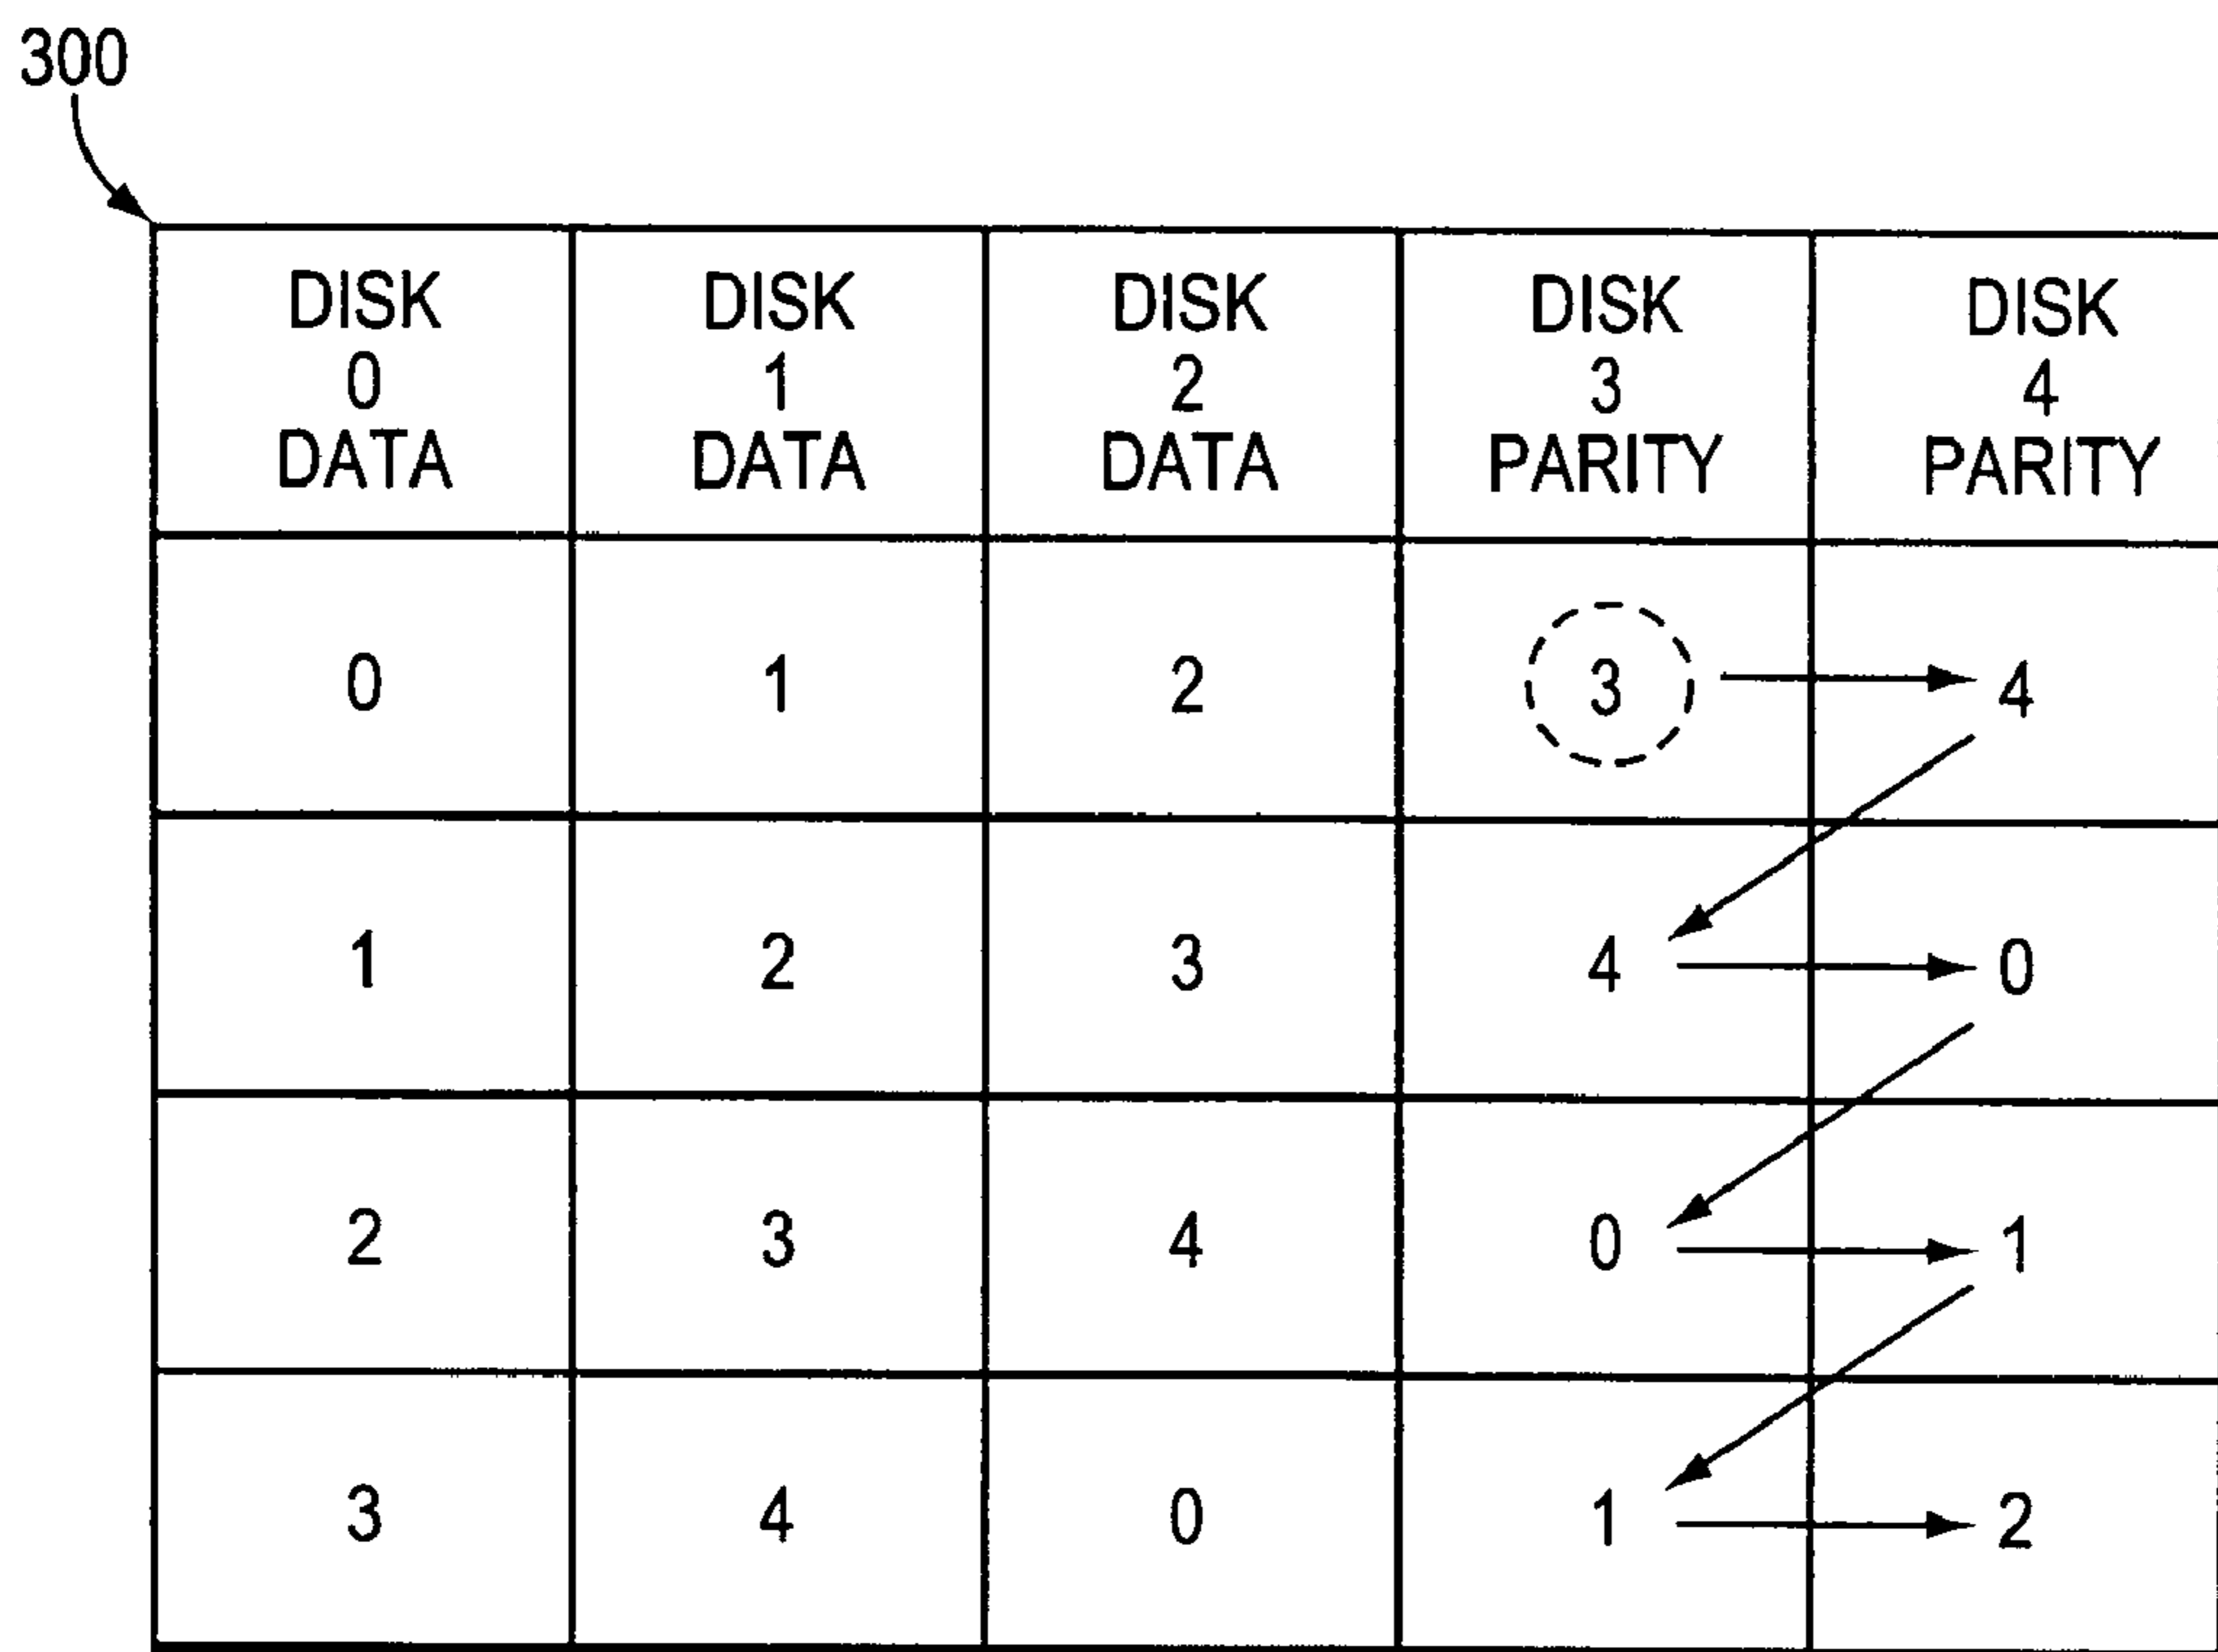 300
DISK DISK DISK DISK DISK
0 1 2 3 4
DATA DATA DATA PARITY PARITY
0 1 2 3 4
1 2 3 4 0
2 3 4 0 1
3 4 0 1 2